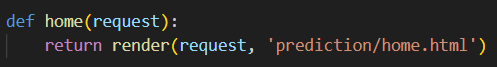 def home(request):
    return render(request, 'prediction/home.html')